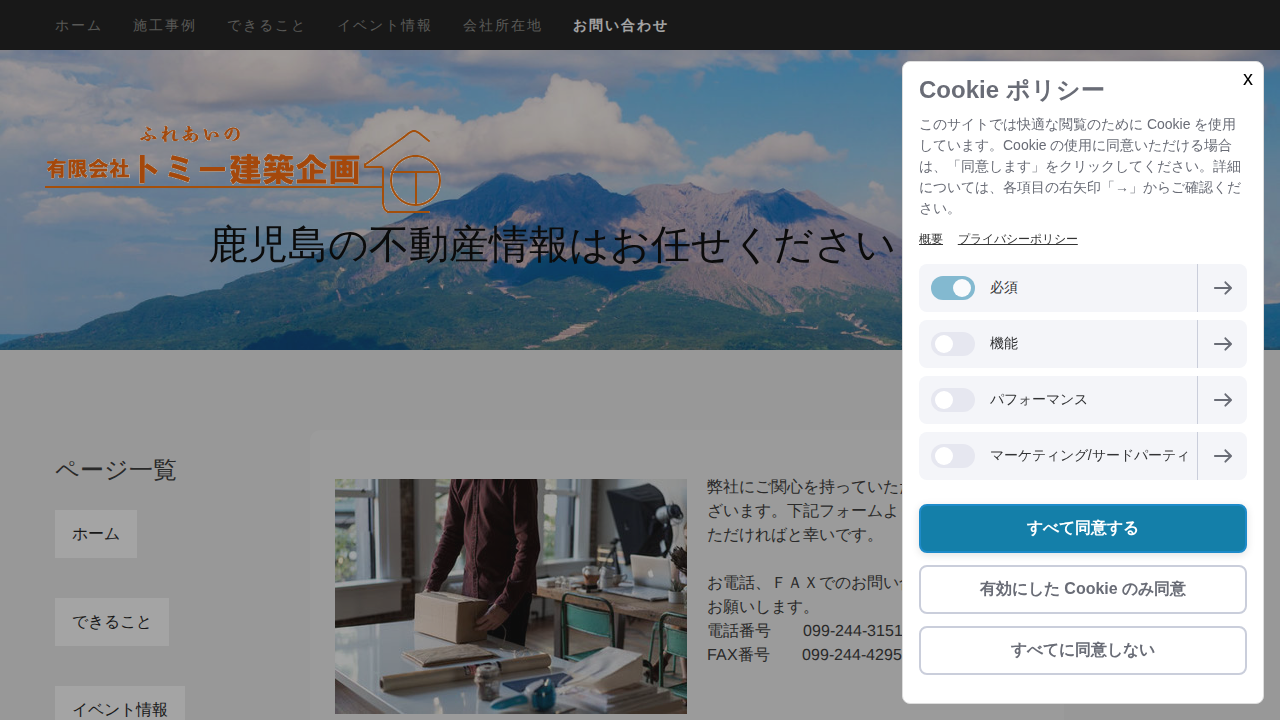 ホーム 施工事例 できること イベント情報 会社所在地 お問い合わせ
ふれあいの
有限会社トミー建築企画
鹿児島の不動産情報はお任せください
ページ一覧
ホーム
できること
イベント情報
弊社にご関心を持っていただ
ざいます。下記フォームよ
ただければと幸いです。
お電話、ＦＡＸでのお問い
お願いします。
電話番号 099-244-3151
FAX番号 099-244-4295
x
Cookie ポリシー
このサイトでは快適な閲覧のために Cookie を使用
しています。Cookie の使用に同意いただける場合
は、「同意します」をクリックしてください。詳細
については、各項目の右矢印「→」からご確認くだ
さい。
概要 プライバシーポリシー
必須
機能
パフォーマンス
マーケティング/サードパーティ
すべて同意する
有効にした Cookie のみ同意
すべてに同意しない